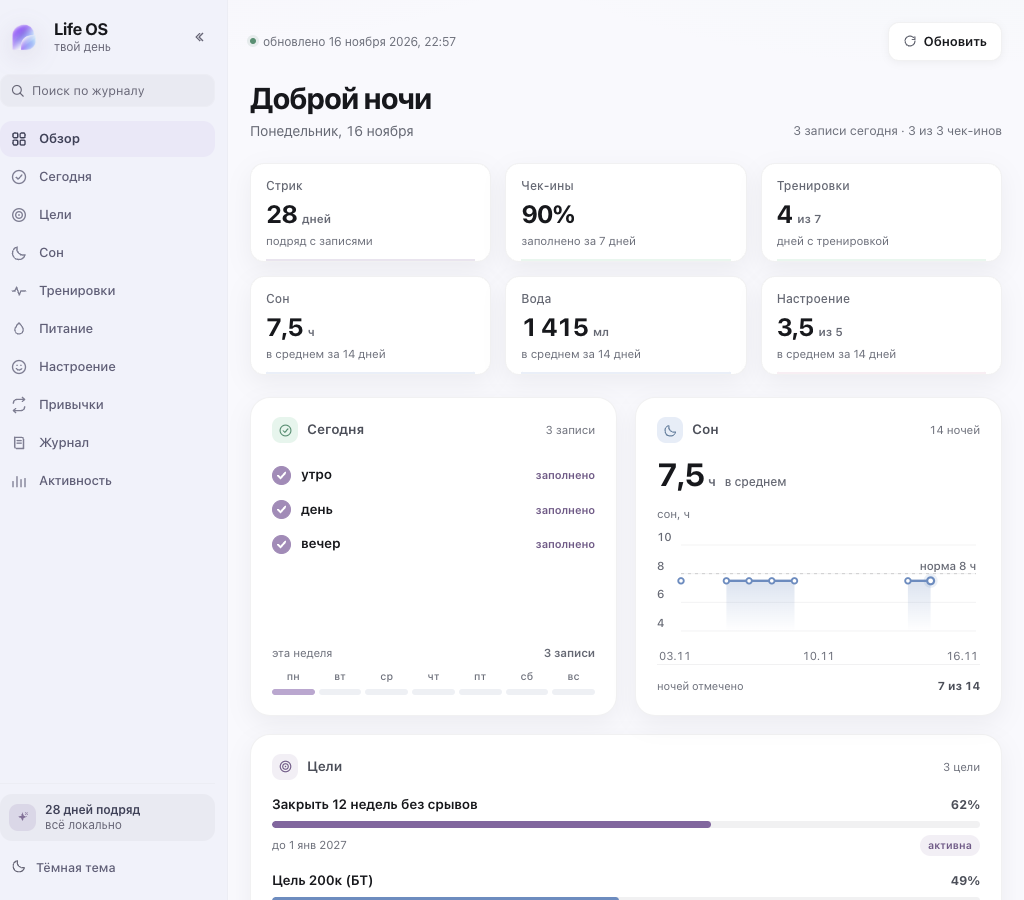 Life OS
твой день
Поиск по журналу
Обзор
Сегодня
Цели
Сон
Тренировки
Питание
Настроение
Привычки
Журнал
Активность
28 дней подряд
всё локально
Тёмная тема
обновлено 16 ноября 2026, 22:57
Обновить
Доброй ночи
Понедельник, 16 ноября
3 записи сегодня · 3 из 3 чек-инов
Стрик
28 дней
подряд с записями
Чек-ины
90%
заполнено за 7 дней
Тренировки
4 из 7
дней с тренировкой
Сон
7,5 ч
в среднем за 14 дней
Вода
1 415 мл
в среднем за 14 дней
Настроение
3,5 из 5
в среднем за 14 дней
Сегодня
3 записи
утро
заполнено
день
заполнено
вечер
заполнено
эта неделя
3 записи
пн вт ср чт пт сб вс
Сон
14 ночей
7,5 ч в среднем
сон, ч
10
8
норма 8 ч
6
4
03.11 10.11 16.11
ночей отмечено
7 из 14
Цели
3 цели
Закрыть 12 недель без срывов
62%
до 1 янв 2027
активна
Цель 200к (БТ)
49%